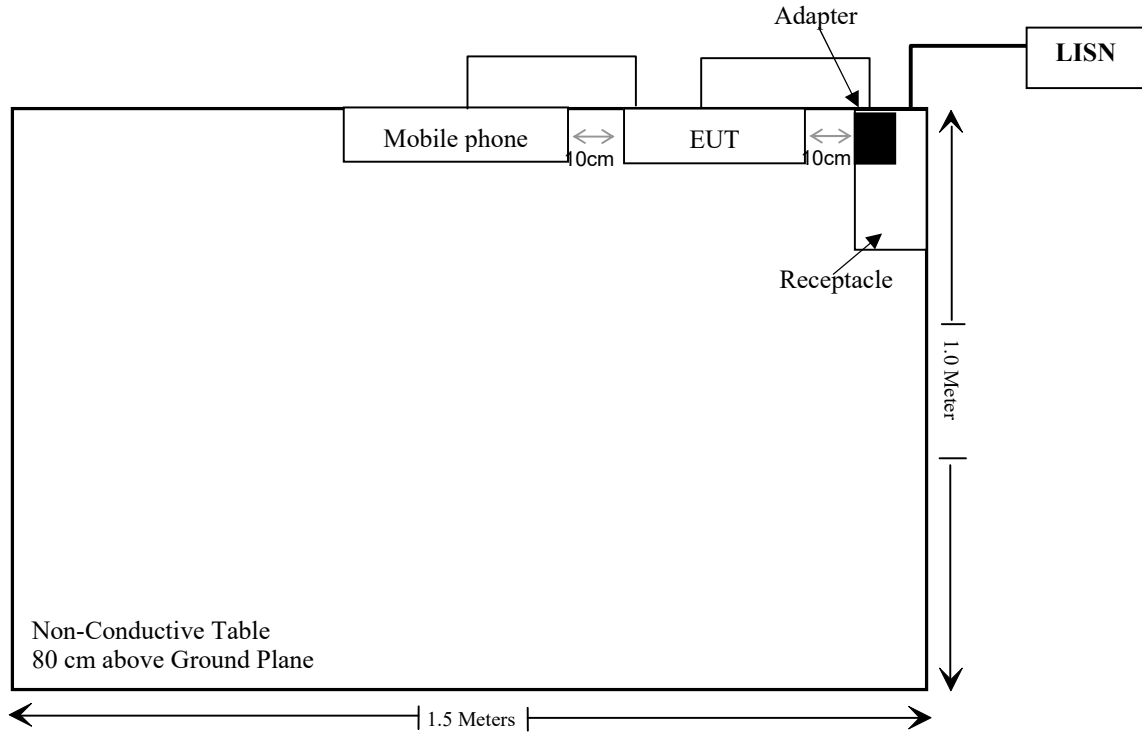 Adapter
LISN
Mobile phone
10cm
EUT
10cm
Receptacle
1.0 Meter
Non-Conductive Table
80 cm above Ground Plane
1.5 Meters